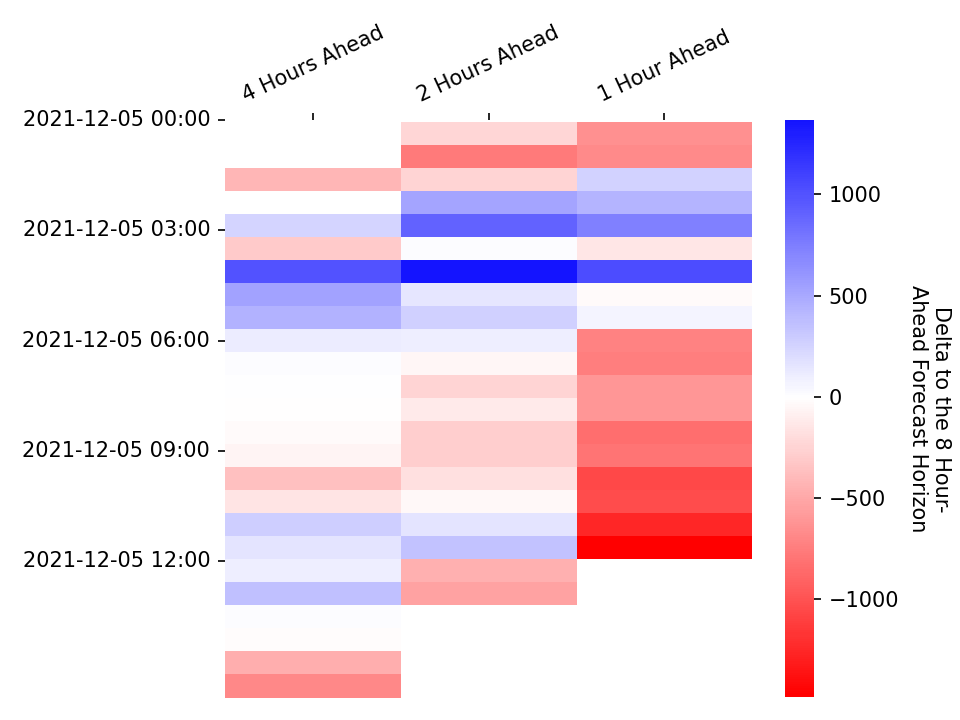 4 Hours Ahead
2 Hours Ahead
1 Hour Ahead
2021-12-05 00:00
2021-12-05 03:00
2021-12-05 06:00
2021-12-05 09:00
2021-12-05 12:00
1000
500
0
−500
−1000
Delta to the 8 Hour-
Ahead Forecast Horizon